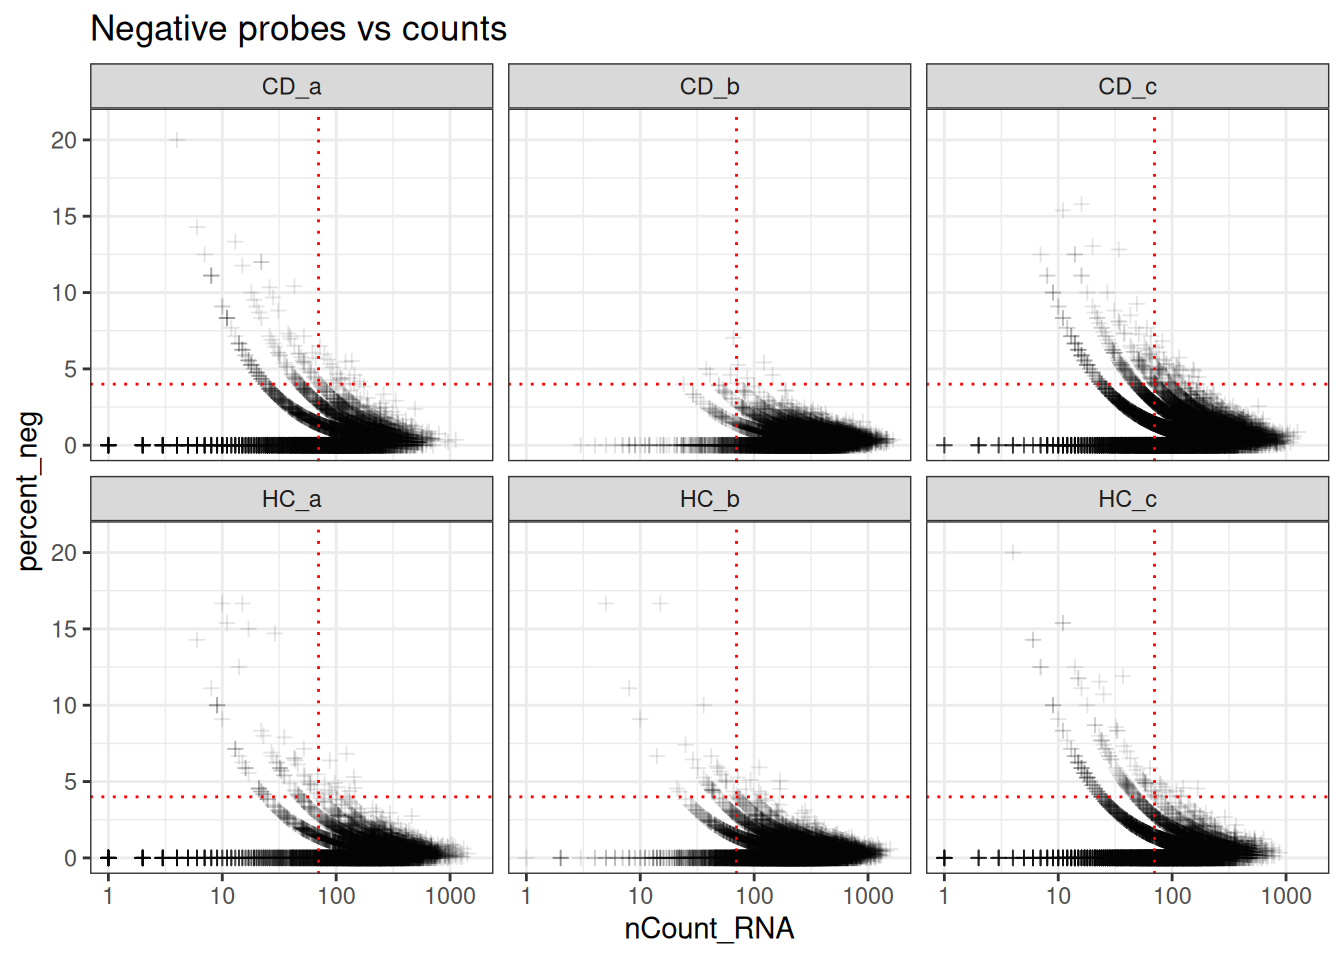 Negative probes vs counts
CD_a CD_b CD_c
20
15
10
5
0
HC_a HC_b HC_c
20
15
10
5
0
percent_neg
1 10 100 1000 1 10 100 1000 1 10 100 1000
nCount_RNA